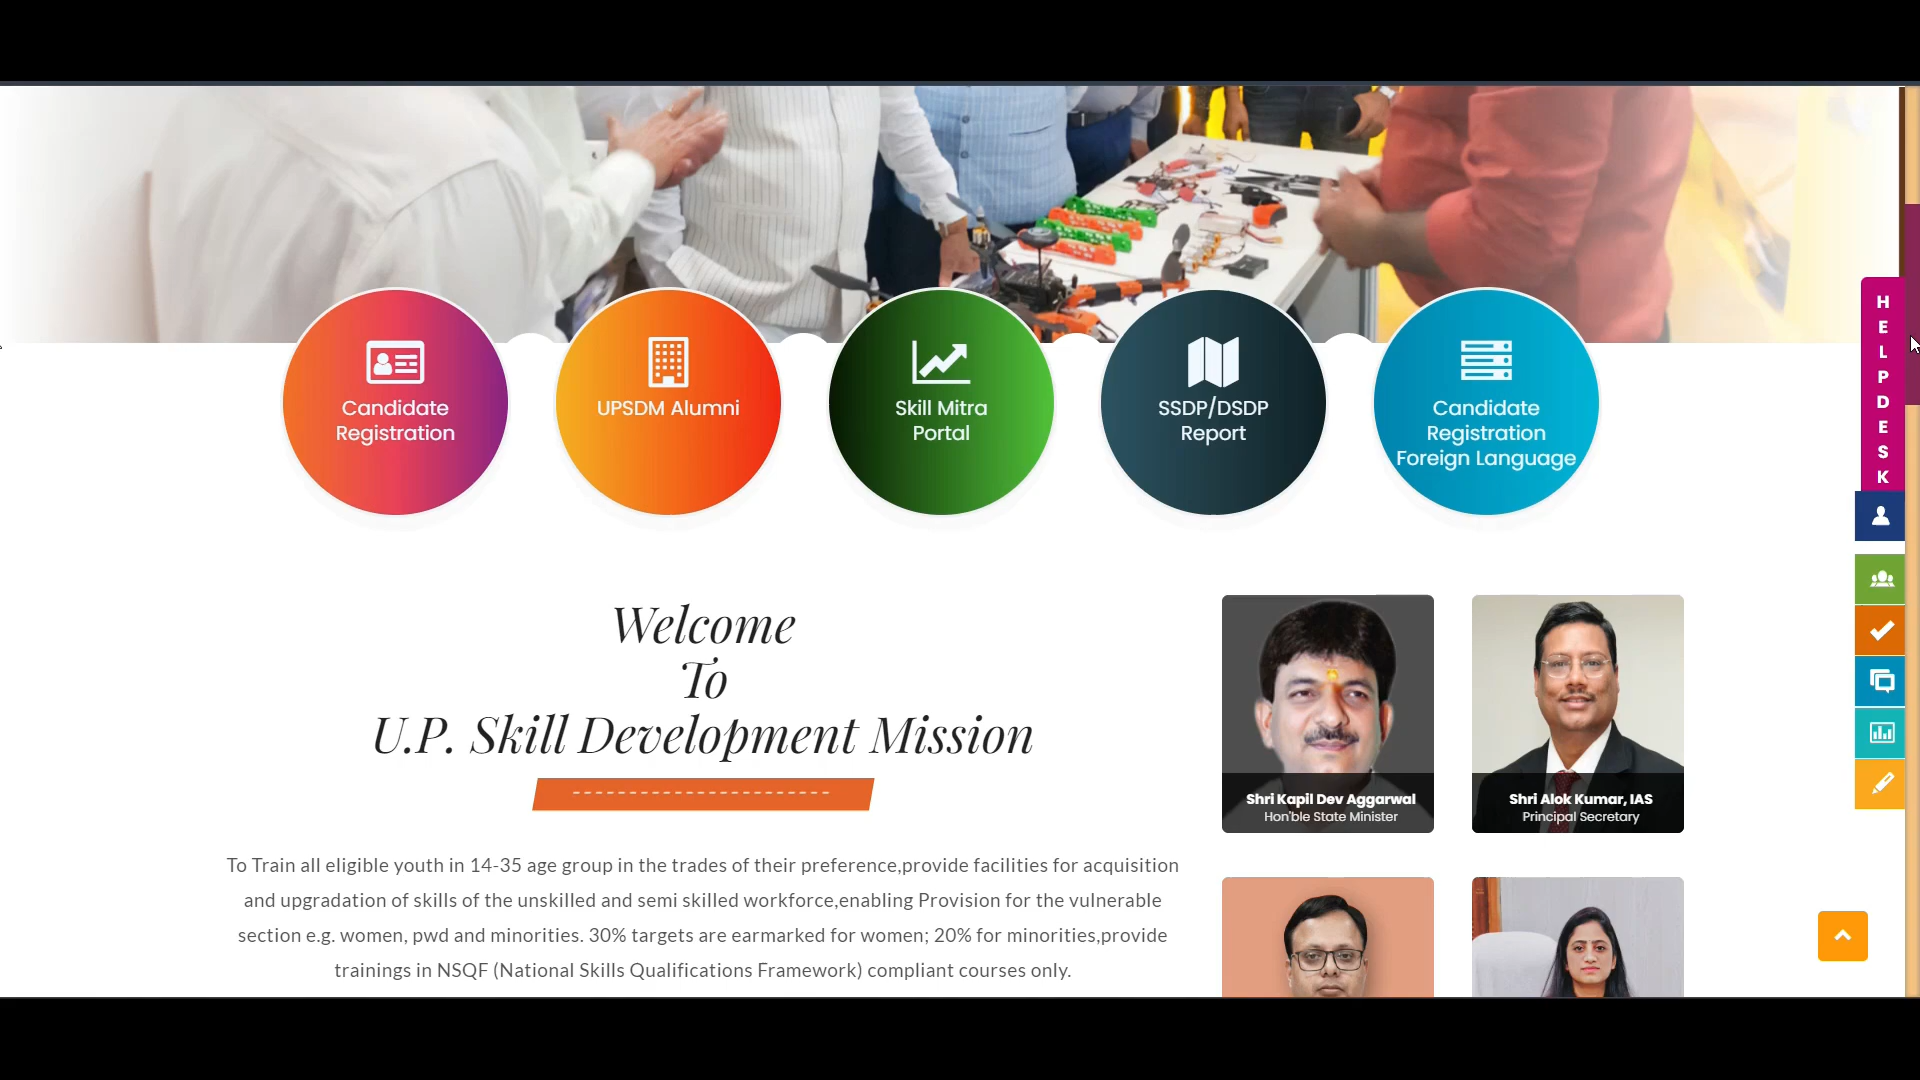 Candidate
Registration
UPSDM Alumni
Skill Mitra
Portal
SSDP/DSDP
Report
Candidate
Registration
Foreign Language
H
E
L
P
D
E
S
K
Welcome
To
U.P. Skill Development Mission
To Train all eligible youth in 14-35 age group in the trades of their preference,provide facilities for acquisition
and upgradation of skills of the unskilled and semi skilled workforce,enabling Provision for the vulnerable
section e.g. women, pwd and minorities. 30% targets are earmarked for women; 20% for minorities,provide
trainings in NSQF (National Skills Qualifications Framework) compliant courses only.
Shri Kapil Dev Aggarwal
Hon'ble State Minister
Shri Alok Kumar, IAS
Principal Secretary